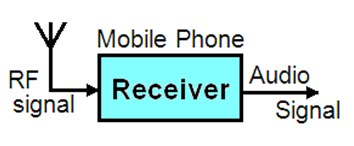 Mobile Phone
RF
signal
Receiver
Audio
Signal